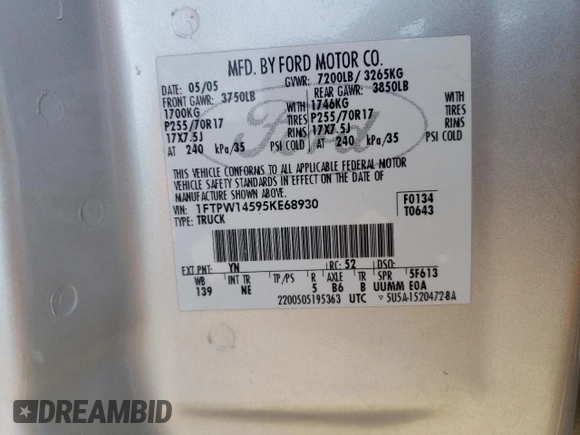 MFD. BY FORD MOTOR CO.
DATE 05/05 GVWR: 7200LB/ 3265KG
FRONT GAWR: 3750LB REAR GAWR: 3850LB
1700KG 1746KG
P255/70R17 TIRES P255/70R17 TIRES
17X7.5J RIMS 17X7.5J RIMS
AT 240 kPa/35 PSI COLD AT 240 kPa/35 PSI COLD
Ford
THIS VEHICLE CONFORMS TO ALL APPLICABLE FEDERAL MOTOR
VEHICLE SAFETY STANDARDS IN EFFECT ON THE DATE OF
MANUFACTURE SHOWN ABOVE.
VIN: 1FTPW14595KE68930 F0134
TYPE: TRUCK T0643
EXT PNT: YN RC: 52 DSO:
WB INT TR TP/PS R AXLE TR SPR 5F613
139 NE 5 B6 B UUMM E0A
2200505195363 UTC ▽ 5U5A-1520472-BA
DREAMBID